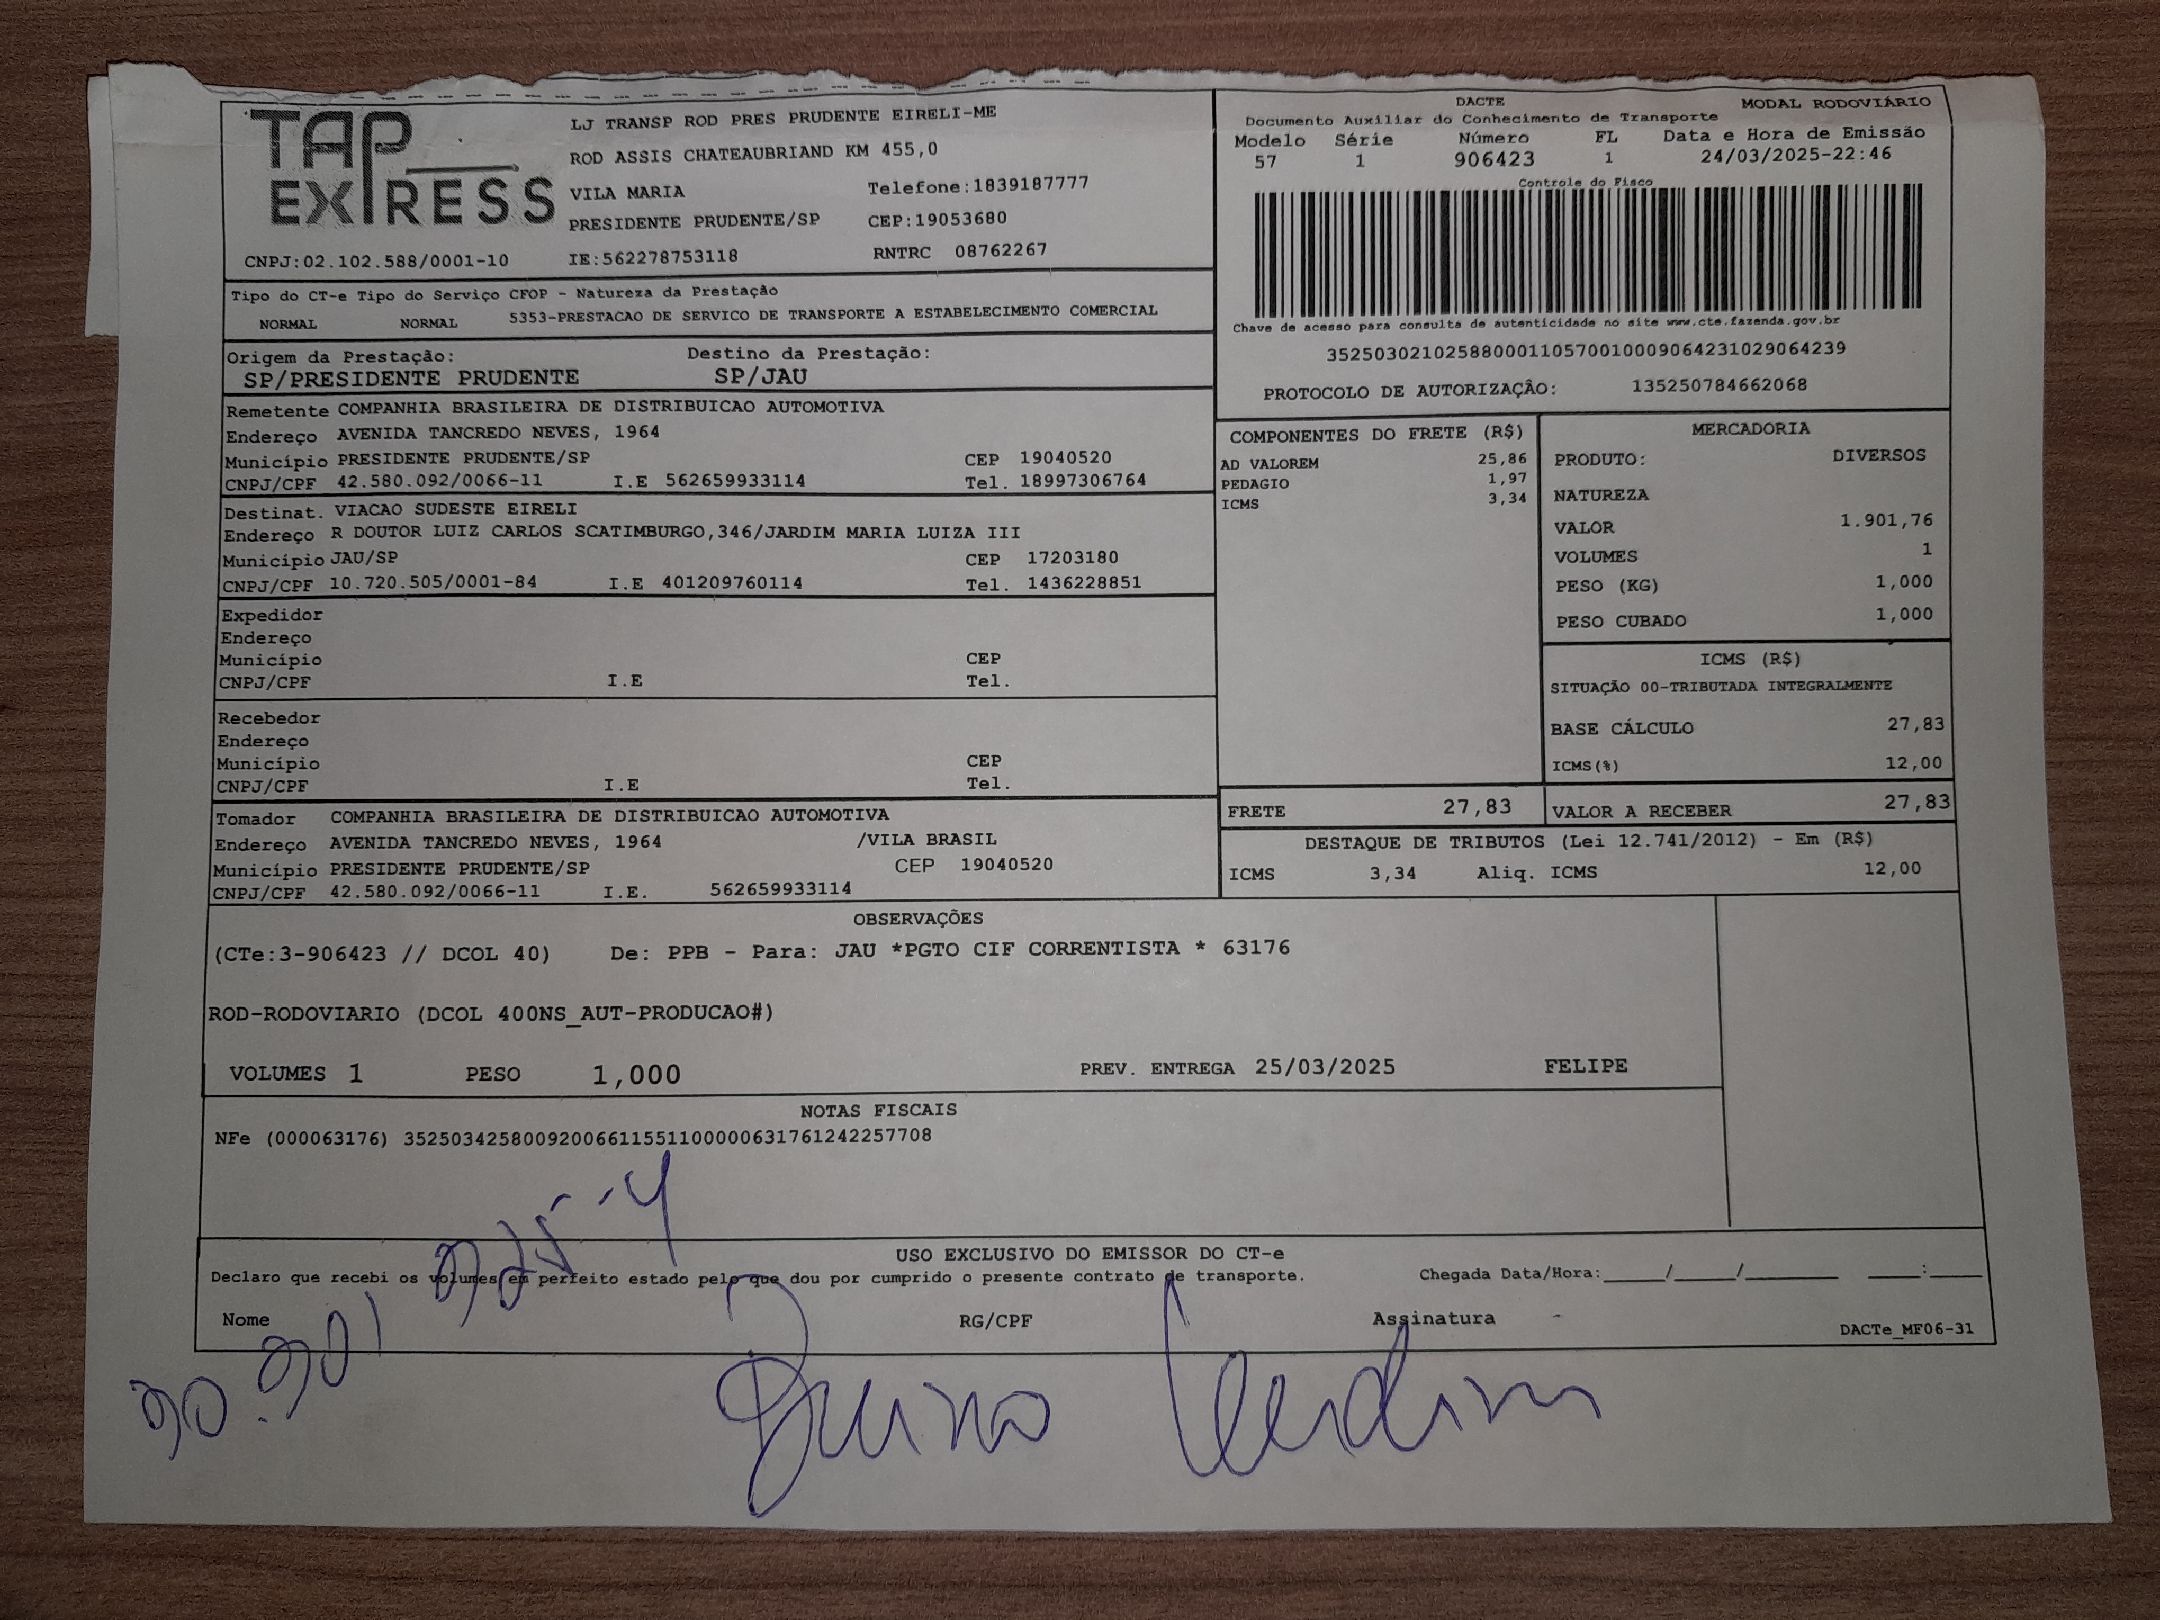 TAP EXPRESS
LJ TRANSP ROD PRES PRUDENTE EIRELI-ME
ROD ASSIS CHATEAUBRIAND KM 455,0
VILA MARIA Telefone:1839187777
PRESIDENTE PRUDENTE/SP CEP:19053680
CNPJ:02.102.588/0001-10 IE:562278753118 RNTRC 08762267
DACTE MODAL RODOVIÁRIO
Documento Auxiliar do Conhecimento de Transporte
Modelo Série Número FL Data e Hora de Emissão
57 1 906423 1 24/03/2025-22:46
Controle do Fisco
Chave de acesso para consulta de autenticidade no site www.cte.fazenda.gov.br
35250302102588000110570010009064231029064239
PROTOCOLO DE AUTORIZAÇÂO: 135250784662068
Tipo do CT-e Tipo do Serviço CFOP - Natureza da Prestação
NORMAL NORMAL 5353-PRESTACAO DE SERVICO DE TRANSPORTE A ESTABELECIMENTO COMERCIAL
Origem da Prestação: Destino da Prestação:
SP/PRESIDENTE PRUDENTE SP/JAU
Remetente COMPANHIA BRASILEIRA DE DISTRIBUICAO AUTOMOTIVA
Endereço AVENIDA TANCREDO NEVES, 1964
Município PRESIDENTE PRUDENTE/SP CEP 19040520
CNPJ/CPF 42.580.092/0066-11 I.E 562659933114 Tel. 18997306764
Destinat. VIACAO SUDESTE EIRELI
Endereço R DOUTOR LUIZ CARLOS SCATIMBURGO,346/JARDIM MARIA LUIZA III
Município JAU/SP CEP 17203180
CNPJ/CPF 10.720.505/0001-84 I.E 401209760114 Tel. 1436228851
Expedidor
Endereço
Município CEP
CNPJ/CPF I.E Tel.
Recebedor
Endereço
Município CEP
CNPJ/CPF I.E Tel.
Tomador COMPANHIA BRASILEIRA DE DISTRIBUICAO AUTOMOTIVA
Endereço AVENIDA TANCREDO NEVES, 1964 /VILA BRASIL
Município PRESIDENTE PRUDENTE/SP CEP 19040520
CNPJ/CPF 42.580.092/0066-11 I.E. 562659933114
COMPONENTES DO FRETE (R$)
AD VALOREM 25,86
PEDAGIO 1,97
ICMS 3,34
MERCADORIA
PRODUTO: DIVERSOS
NATUREZA
VALOR 1.901,76
VOLUMES 1
PESO (KG) 1,000
PESO CUBADO 1,000
ICMS (R$)
SITUAÇÃO 00-TRIBUTADA INTEGRALMENTE
BASE CÁLCULO 27,83
ICMS(%) 12,00
FRETE 27,83 VALOR A RECEBER 27,83
DESTAQUE DE TRIBUTOS (Lei 12.741/2012) - Em (R$)
ICMS 3,34 Aliq. ICMS 12,00
OBSERVAÇÕES
(CTe:3-906423 // DCOL 40) De: PPB - Para: JAU *PGTO CIF CORRENTISTA * 63176
ROD-RODOVIARIO (DCOL 400NS_AUT-PRODUCAO#)
VOLUMES 1 PESO 1,000 PREV. ENTREGA 25/03/2025 FELIPE
NOTAS FISCAIS
NFe (000063176) 35250342580092006611551100000631761242257708
USO EXCLUSIVO DO EMISSOR DO CT-e
Declaro que recebi os volumes em perfeito estado pelo que dou por cumprido o presente contrato de transporte. Chegada Data/Hora:_____/_____/________ ____:____
Nome RG/CPF Assinatura
DACTe_MF06-31